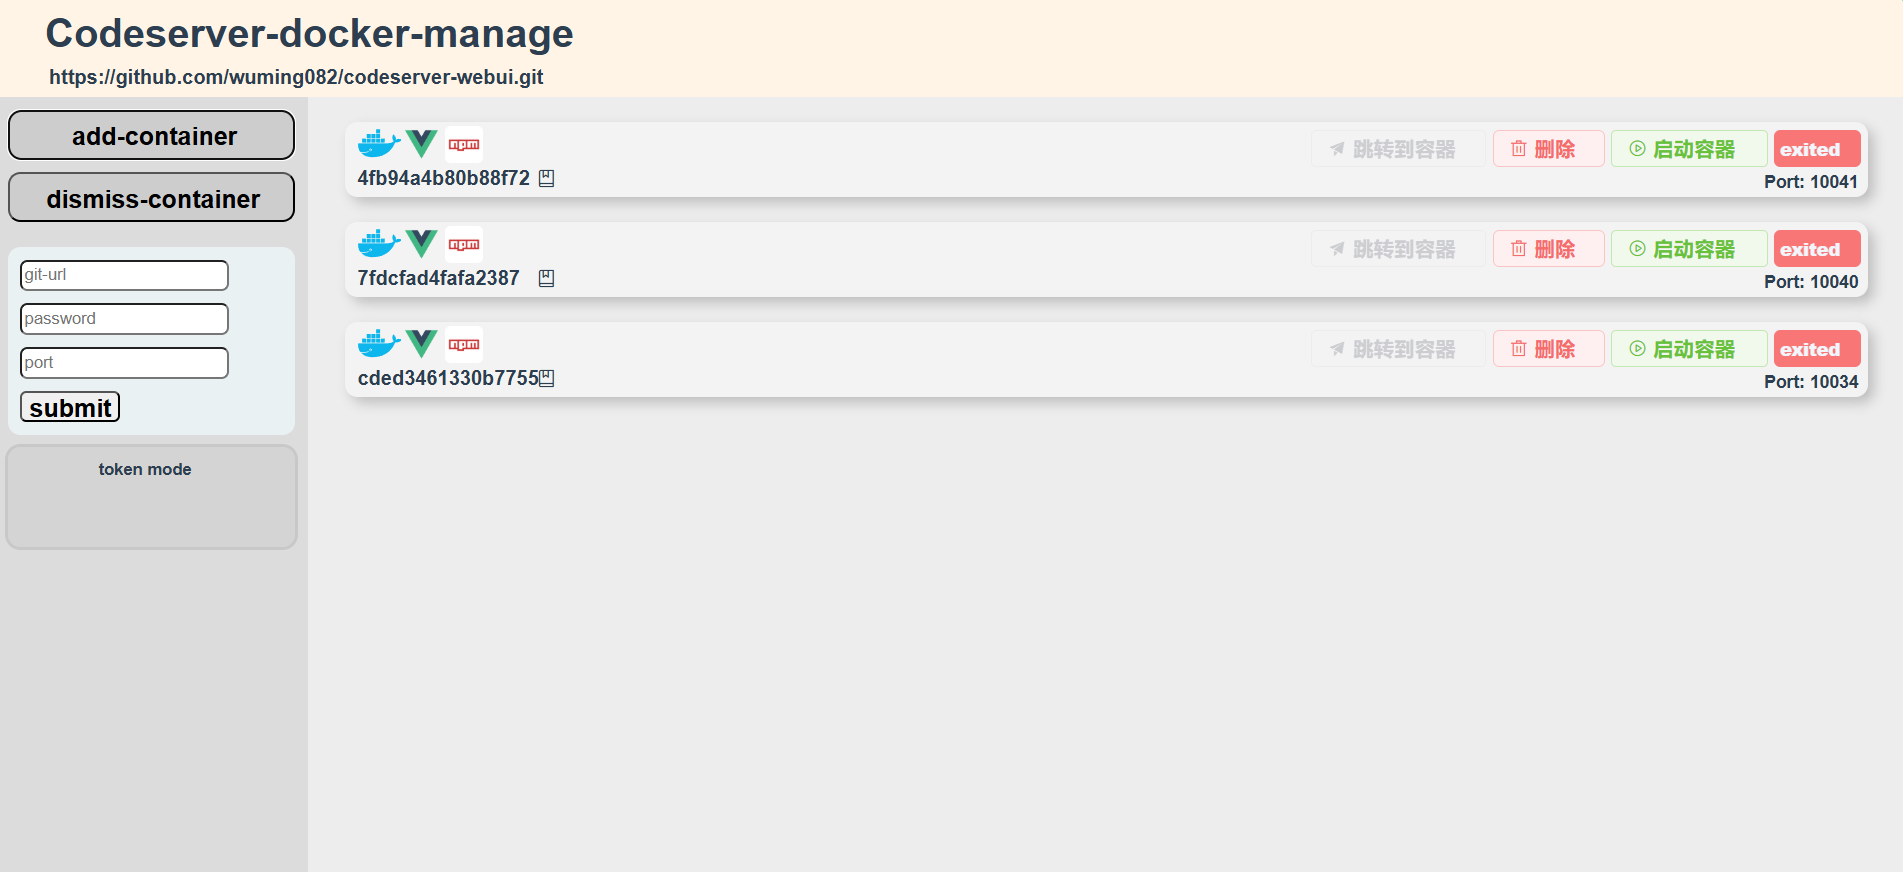 Codeserver-docker-manage
https://github.com/wuming082/codeserver-webui.git
add-container
dismiss-container
git-url
password
port
submit
token mode
npm
跳转到容器 删除 启动容器 exited
4fb94a4b80b88f72
Port: 10041
npm
跳转到容器 删除 启动容器 exited
7fdcfad4fafa2387
Port: 10040
npm
跳转到容器 删除 启动容器 exited
cded3461330b7755
Port: 10034